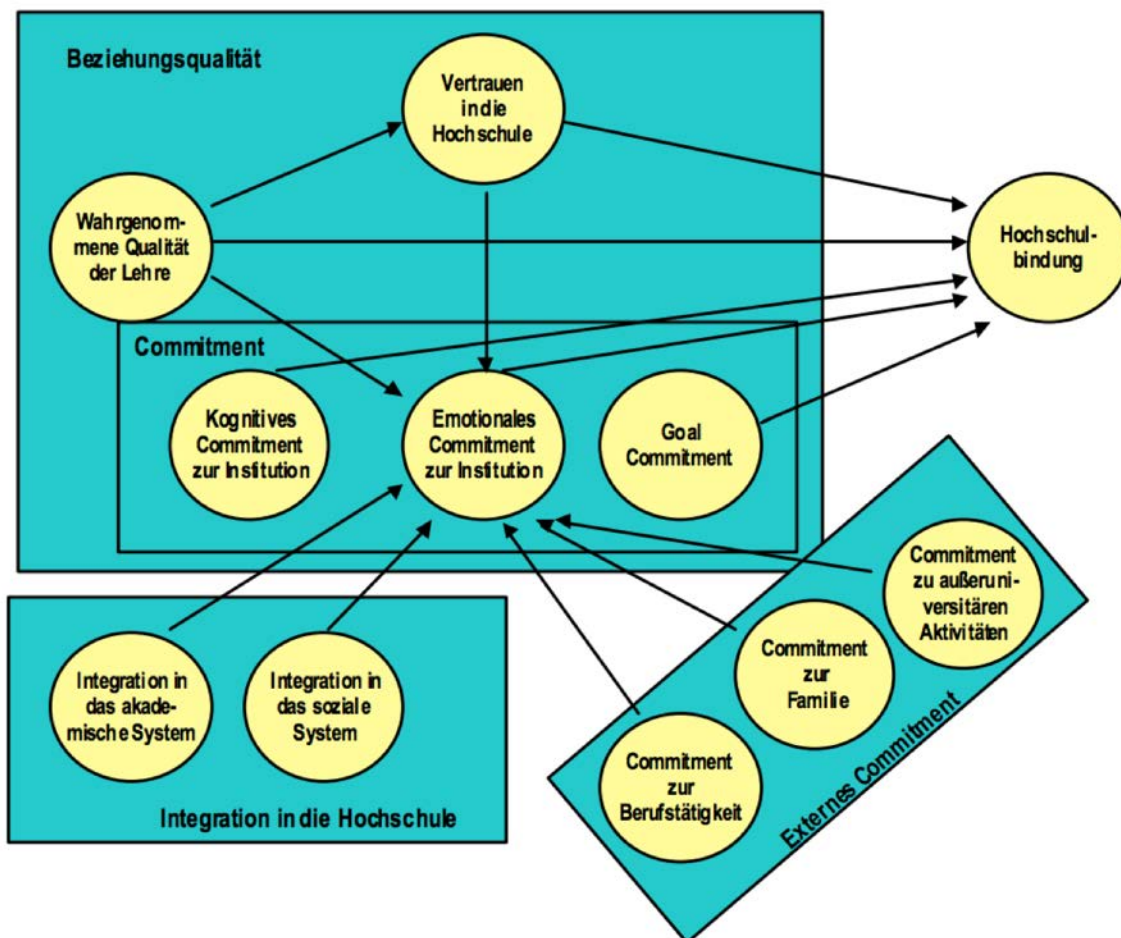 Beziehungsqualität
Vertrauen
in die
Hochschule
Wahrgenom-
mene Qualität
der Lehre
Hochschul-
bindung
Commitment
Kognitives
Commitment
zur Institution
Emotionales
Commitment
zur Institution
Goal
Commitment
Commitment
zu außeruni-
versitären
Aktivitäten
Commitment
zur
Familie
Commitment
zur
Berufstätigkeit
Externes Commitment
Integration in
das akade-
mische System
Integration in
das soziale
System
Integration in die Hochschule